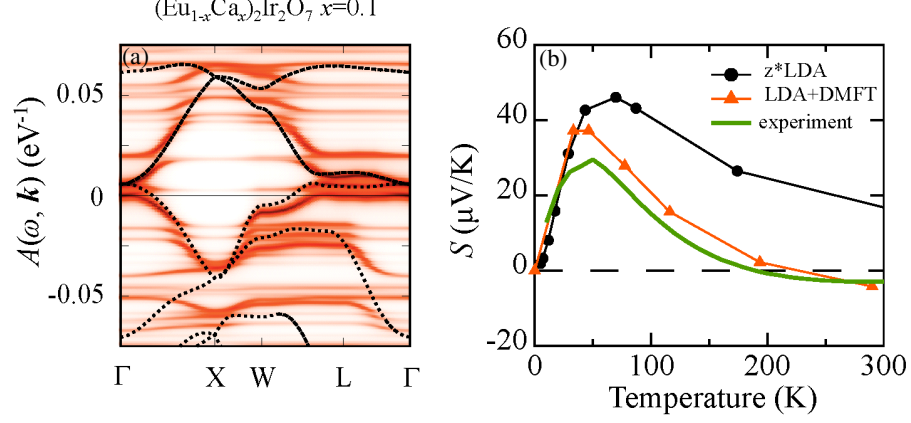 (Eu1-xCax)2Ir2O7 x=0.1
(a)
A(ω, k) (eV-1)
0.05
0
-0.05
Γ X W L Γ
(b)
S (μV/K)
60
40
20
0
-20
z*LDA
LDA+DMFT
experiment
0 100 200 300
Temperature (K)